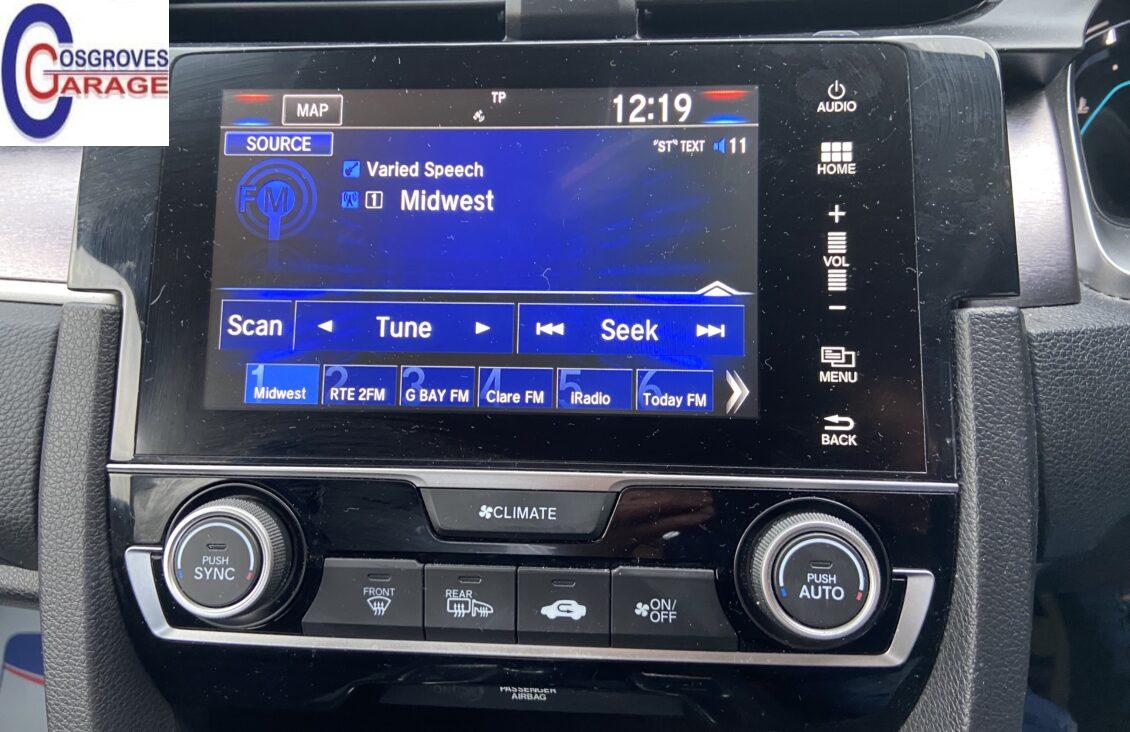 COSGROVES
GARAGE
MAP
TP
12:19
AUDIO
SOURCE
"ST" TEXT 11
FM
Varied Speech
1 Midwest
HOME
+
VOL
−
Scan
Tune
Seek
MENU
1 Midwest
2 RTE 2FM
3 G BAY FM
4 Clare FM
5 iRadio
6 Today FM
BACK
CLIMATE
PUSH
SYNC
FRONT
REAR
ON/
OFF
PUSH
AUTO
PASSENGER
AIRBAG